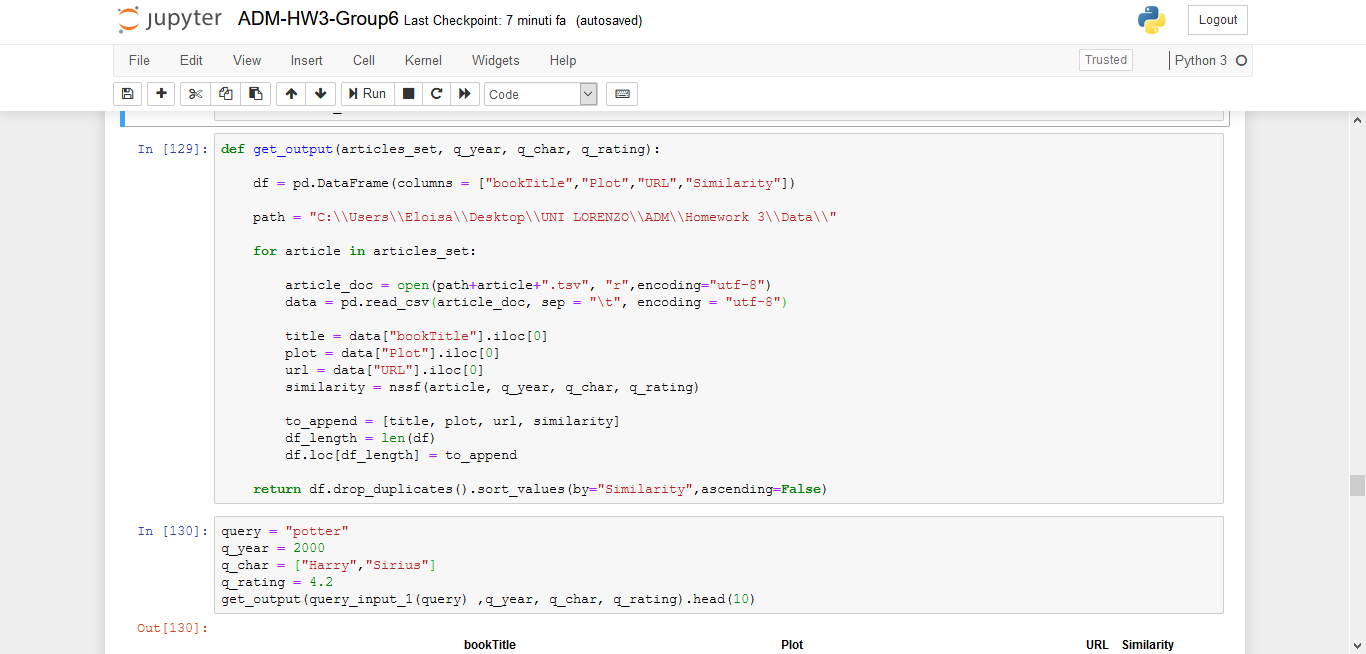 jupyter ADM-HW3-Group6 Last Checkpoint: 7 minuti fa (autosaved) Logout
File Edit View Insert Cell Kernel Widgets Help Trusted Python 3
Run Code
In [129]: def get_output(articles_set, q_year, q_char, q_rating):
df = pd.DataFrame(columns = ["bookTitle","Plot","URL","Similarity"])
path = "C:\\Users\\Eloisa\\Desktop\\UNI LORENZO\\ADM\\Homework 3\\Data\\"
for article in articles_set:
article_doc = open(path+article+".tsv", "r",encoding="utf-8")
data = pd.read_csv(article_doc, sep = "\t", encoding = "utf-8")
title = data["bookTitle"].iloc[0]
plot = data["Plot"].iloc[0]
url = data["URL"].iloc[0]
similarity = nssf(article, q_year, q_char, q_rating)
to_append = [title, plot, url, similarity]
df_length = len(df)
df.loc[df_length] = to_append
return df.drop_duplicates().sort_values(by="Similarity",ascending=False)
In [130]: query = "potter"
q_year = 2000
q_char = ["Harry","Sirius"]
q_rating = 4.2
get_output(query_input_1(query) ,q_year, q_char, q_rating).head(10)
Out[130]:
bookTitle Plot URL Similarity